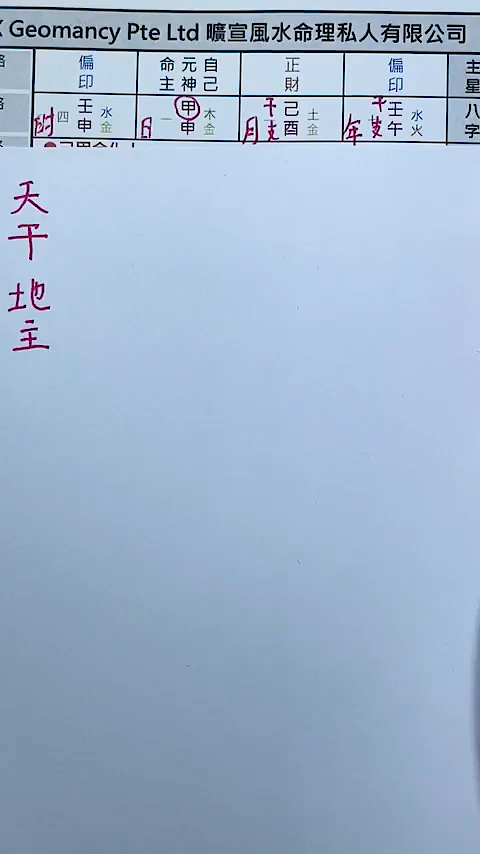 X Geomancy Pte Ltd 曠宣風水命理私人有限公司
偏印 命主 元神 自己 正財 偏印 主星
時 四 壬申 水金 日 一 甲申 木金 月 干支 己酉 土金 年 干支 壬午 水火 八字
天
干
地
主